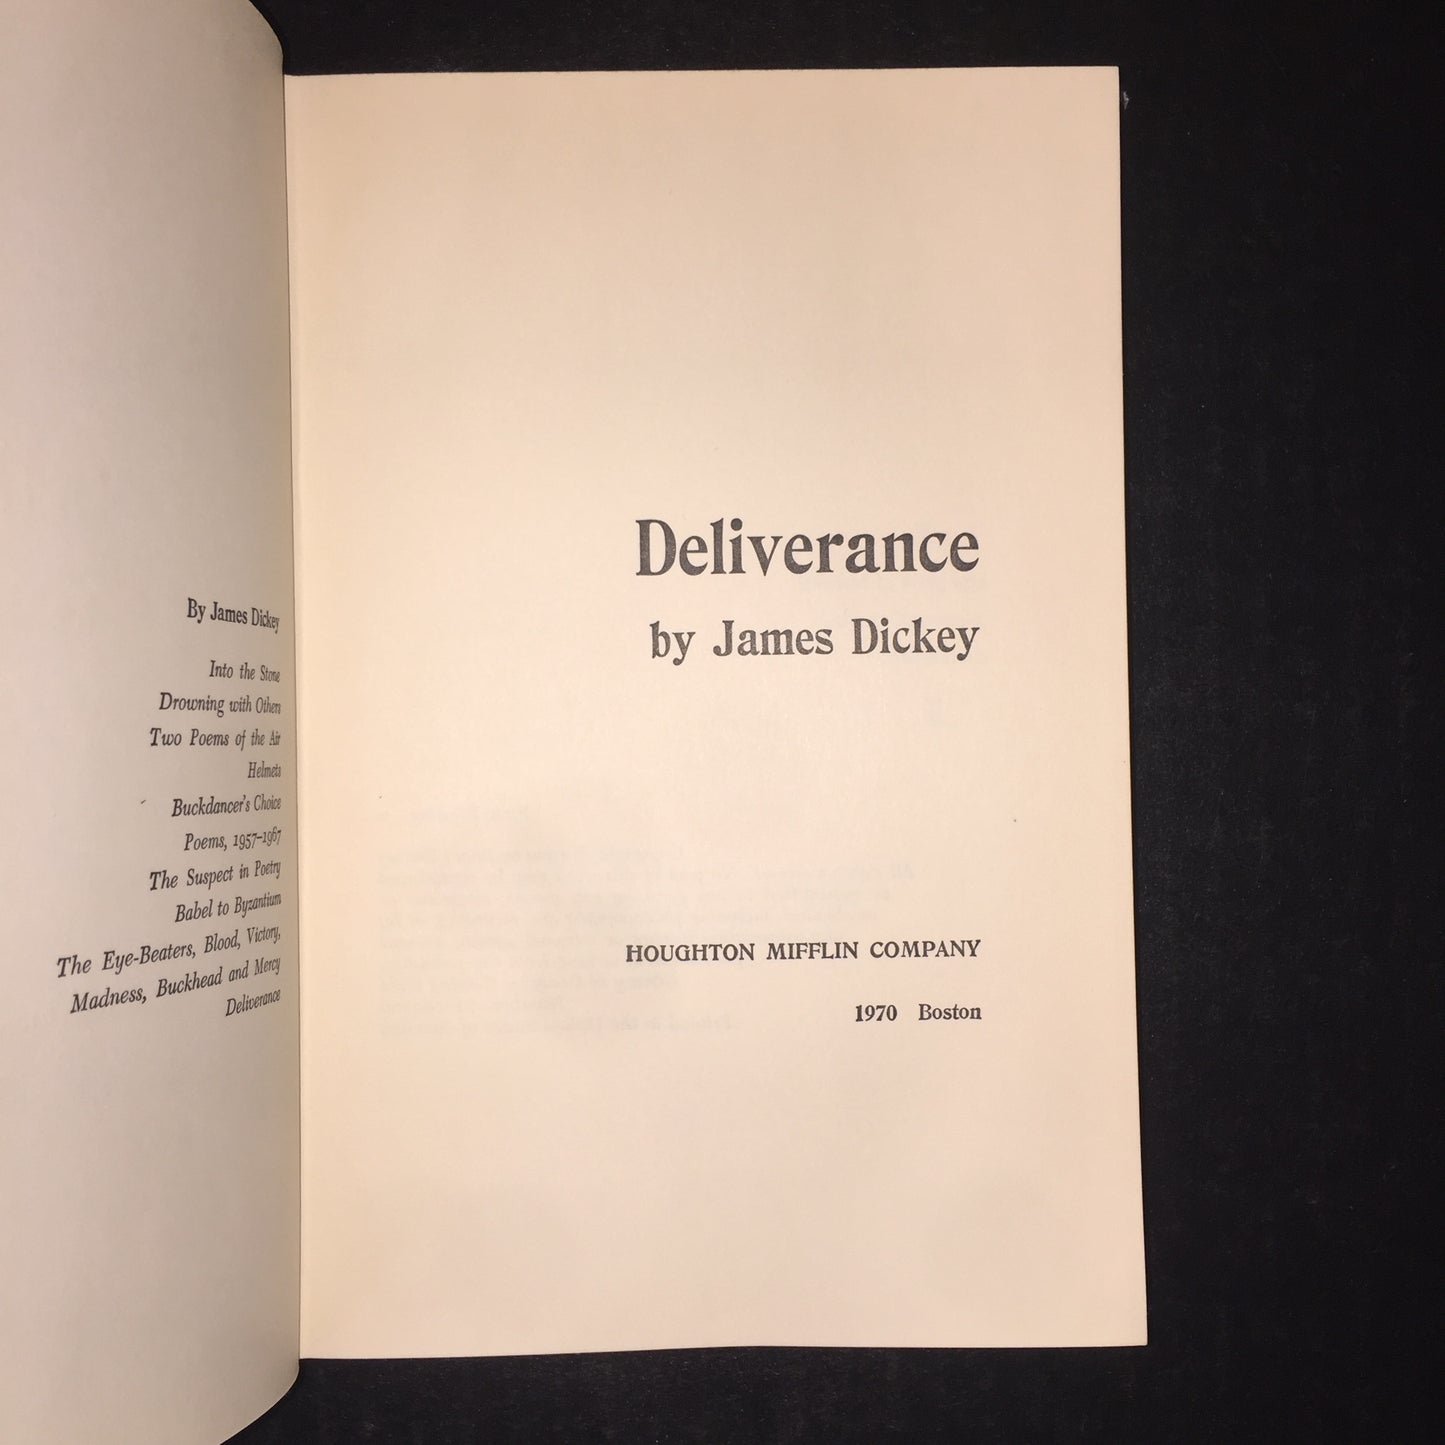 By James Dickey
Into the Stone
Drowning with Others
Two Poems of the Air
Helmets
Buckdancer's Choice
Poems, 1957–1967
The Suspect in Poetry
Babel to Byzantium
The Eye-Beaters, Blood, Victory,
Madness, Buckhead and Mercy
Deliverance
Deliverance
by James Dickey
HOUGHTON MIFFLIN COMPANY
1970 Boston